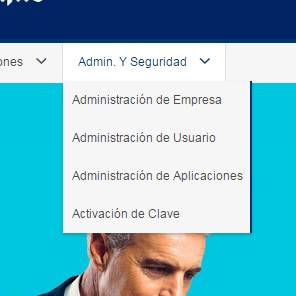 ones
Admin. Y Seguridad
Administración de Empresa
Administración de Usuario
Administración de Aplicaciones
Activación de Clave